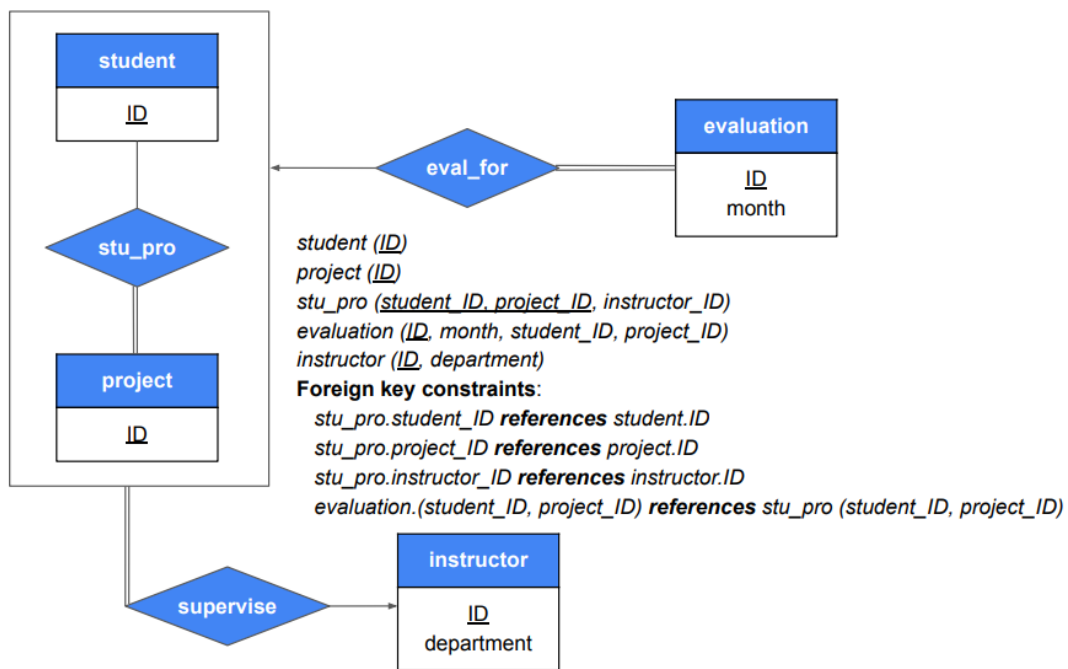 student
ID
stu_pro
project
ID
eval_for
evaluation
ID
month
student (ID)
project (ID)
stu_pro (student_ID, project_ID, instructor_ID)
evaluation (ID, month, student_ID, project_ID)
instructor (ID, department)
Foreign key constraints:
stu_pro.student_ID references student.ID
stu_pro.project_ID references project.ID
stu_pro.instructor_ID references instructor.ID
evaluation.(student_ID, project_ID) references stu_pro (student_ID, project_ID)
supervise
instructor
ID
department